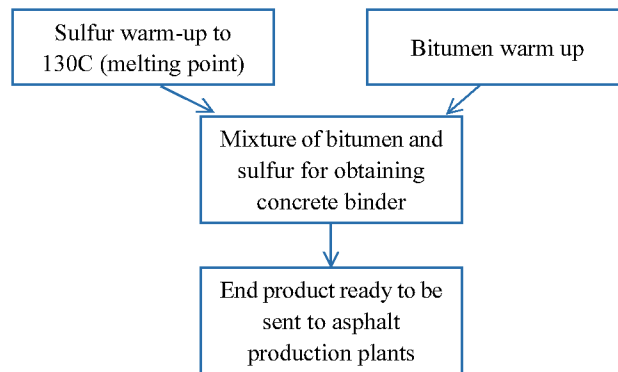 Sulfur warm-up to
130C (melting point)
Bitumen warm up
Mixture of bitumen and
sulfur for obtaining
concrete binder
End product ready to be
sent to asphalt
production plants